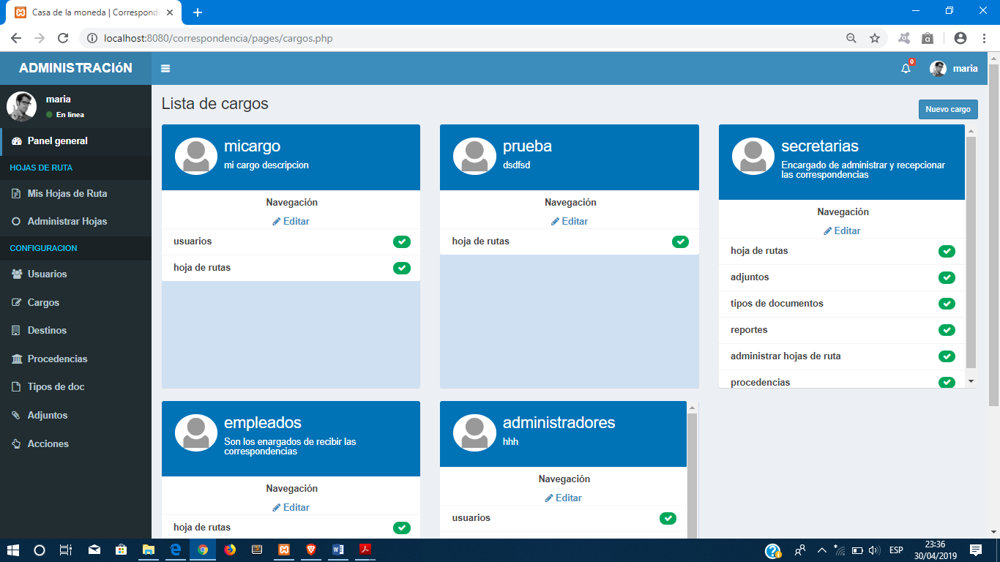 Casa de la moneda | Correspond
localhost:8080/correspondencia/pages/cargos.php
ADMINISTRACIóN
0
maria
maria
En linea
Panel general
HOJAS DE RUTA
Mis Hojas de Ruta
Administrar Hojas
CONFIGURACION
Usuarios
Cargos
Destinos
Procedencias
Tipos de doc
Adjuntos
Acciones
Lista de cargos
Nuevo cargo
micargo
mi cargo descripcion
Navegación
Editar
usuarios
hoja de rutas
prueba
dsdfsd
Navegación
Editar
hoja de rutas
secretarias
Encargado de administrar y recepcionar
las correspondencias
Navegación
Editar
hoja de rutas
adjuntos
tipos de documentos
reportes
administrar hojas de ruta
procedencias
empleados
Son los enargados de recibir las
correspondencias
Navegación
Editar
hoja de rutas
administradores
hhh
Navegación
Editar
usuarios
ESP
23:36
30/04/2019